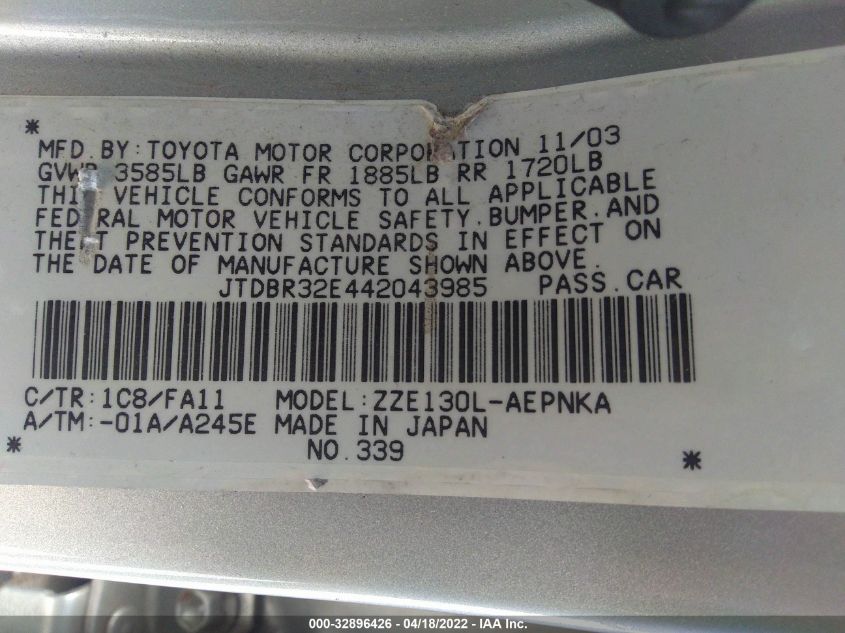 *
MFD.BY:TOYOTA MOTOR CORPORATION 11/03
GVWR 3585LB GAWR FR 1885LB RR 1720LB
THIS VEHICLE CONFORMS TO ALL APPLICABLE
FEDERAL MOTOR VEHICLE SAFETY,BUMPER,AND
THEFT PREVENTION STANDARDS IN EFFECT ON
THE DATE OF MANUFACTURE SHOWN ABOVE.
JTDBR32E442043985 PASS.CAR
C/TR:1C8/FA11 MODEL:ZZE130L-AEPNKA
A/TM:-01A/A245E MADE IN JAPAN
* NO.339 *
000-32896426 - 04/18/2022 - IAA Inc.